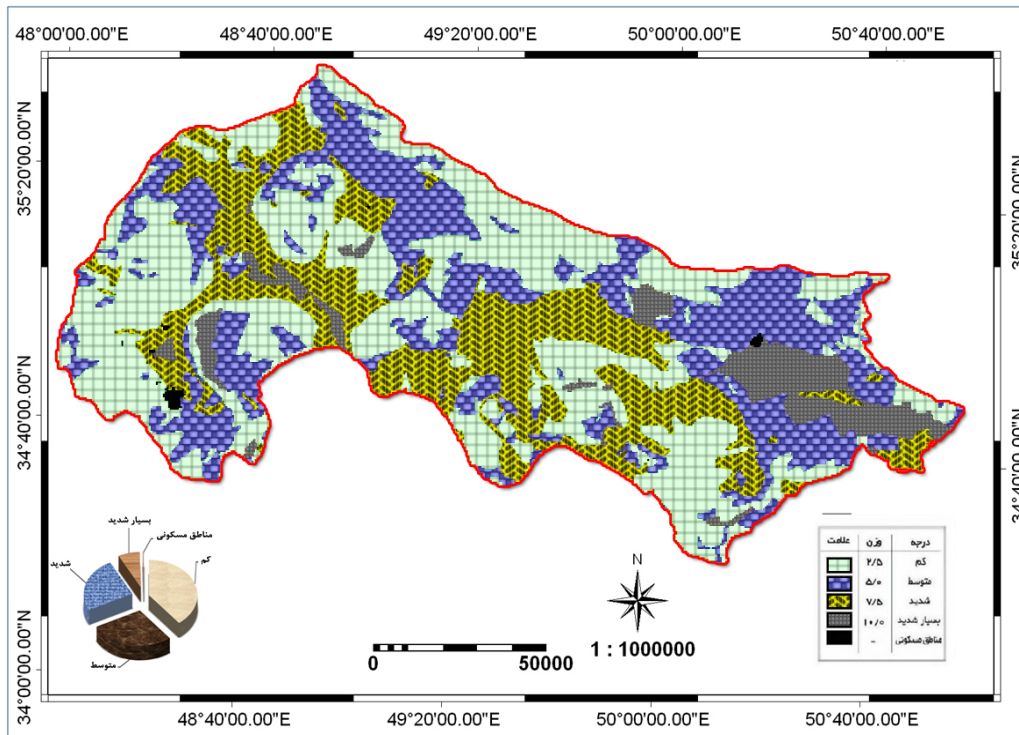 48°00'00.00"E
48°40'00.00"E
49°20'00.00"E
50°00'00.00"E
50°40'00.00"E
35°20'00.00"N
34°40'00.00"N
34°00'00.00"N
35°20'00.00"N
34°40'00.00"N
بسیار شدید
مناطق مسکونی
کم
شدید
متوسط
N
0 50000
1 : 1000000
درجه وزن علامت
کم ۲/۵
متوسط ۵/۰
شدید ۷/۵
بسیار شدید ۱۰/۰
مناطق مسکونی -
48°40'00.00"E
49°20'00.00"E
50°00'00.00"E
50°40'00.00"E